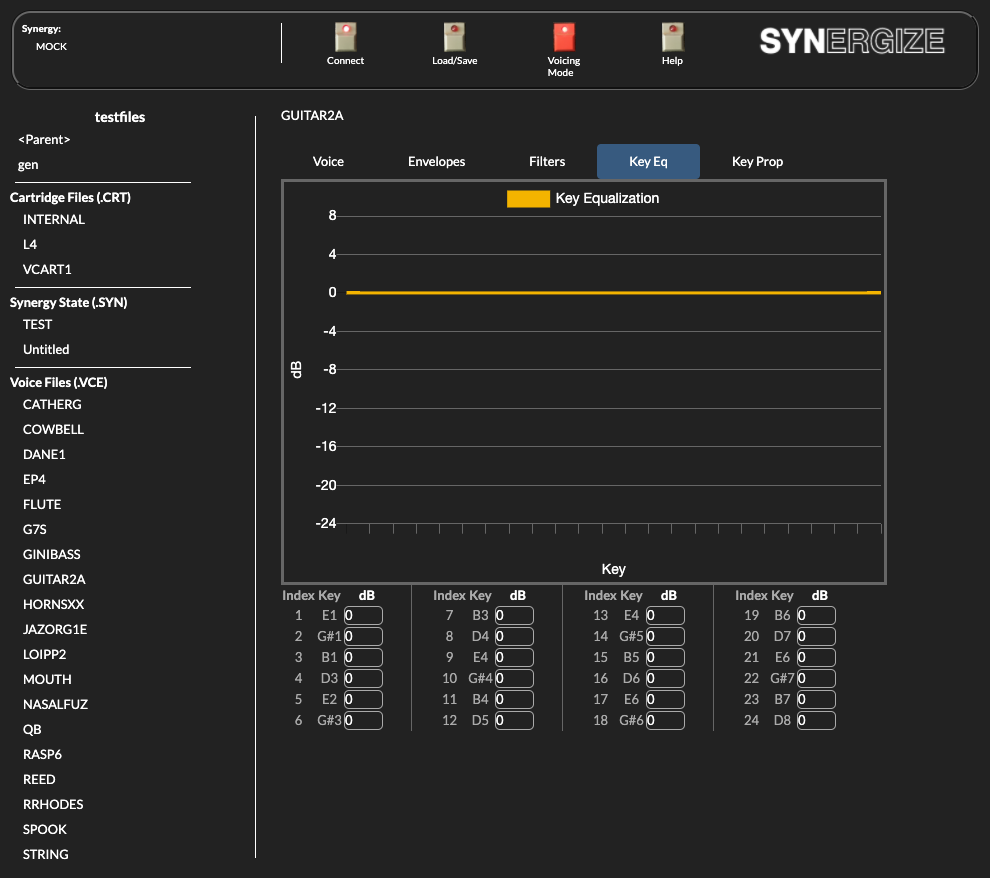 Synergy:
MOCK
Connect
Load/Save
Voicing
Mode
Help
SYNERGIZE
testfiles
<Parent>
gen
Cartridge Files (.CRT)
INTERNAL
L4
VCART1
Synergy State (.SYN)
TEST
Untitled
Voice Files (.VCE)
CATHERG
COWBELL
DANE1
EP4
FLUTE
G7S
GINIBASS
GUITAR2A
HORNSXX
JAZORG1E
LOIPP2
MOUTH
NASALFUZ
QB
RASP6
REED
RRHODES
SPOOK
STRING
GUITAR2A
Voice Envelopes Filters Key Eq Key Prop
Key Equalization
8
4
0
-4
-8
-12
-16
-20
-24
dB
Key
Index Key dB Index Key dB Index Key dB Index Key dB
1 E1 0 7 B3 0 13 E4 0 19 B6 0
2 G#1 0 8 D4 0 14 G#5 0 20 D7 0
3 B1 0 9 E4 0 15 B5 0 21 E6 0
4 D3 0 10 G#4 0 16 D6 0 22 G#7 0
5 E2 0 11 B4 0 17 E6 0 23 B7 0
6 G#3 0 12 D5 0 18 G#6 0 24 D8 0